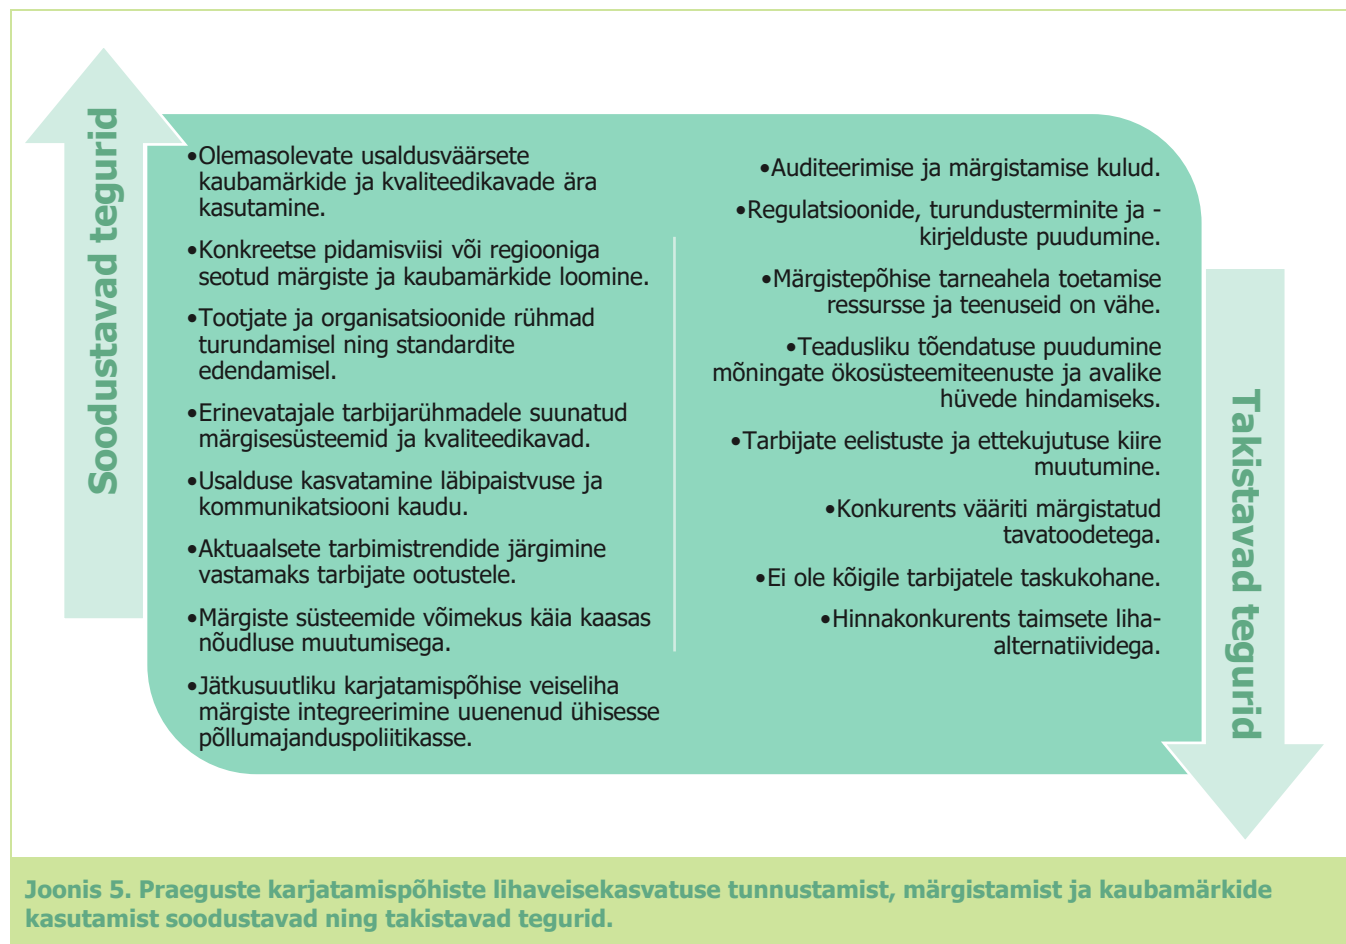 Soodustavad tegurid
•Olemasolevate usaldusväärsete
kaubamärkide ja kvaliteedikavade ära
kasutamine.
•Konkreetse pidamisviisi või regiooniga
seotud märgiste ja kaubamärkide loomine.
•Tootjate ja organisatsioonide rühmad
turundamisel ning standardite
edendamisel.
•Erinevatajale tarbijarühmadele suunatud
märgisesüsteemid ja kvaliteedikavad.
•Usalduse kasvatamine läbipaistvuse ja
kommunikatsiooni kaudu.
•Aktuaalsete tarbimistrendide järgimine
vastamaks tarbijate ootustele.
•Märgiste süsteemide võimekus käia kaasas
nõudluse muutumisega.
•Jätkusuutliku karjatamispõhise veiseliha
märgiste integreerimine uuenenud ühisesse
põllumajanduspoliitikasse.
•Auditeerimise ja märgistamise kulud.
•Regulatsioonide, turundusterminite ja -
kirjelduste puudumine.
•Märgistepõhise tarneahela toetamise
ressursse ja teenuseid on vähe.
•Teadusliku tõendatuse puudumine
mõningate ökosüsteemiteenuste ja avalike
hüvede hindamiseks.
•Tarbijate eelistuste ja ettekujutuse kiire
muutumine.
•Konkurents vääriti märgistatud
tavatoodetega.
•Ei ole kõigile tarbijatele taskukohane.
•Hinnakonkurents taimsete liha-
alternatiividega.
Takistavad tegurid
Joonis 5. Praeguste karjatamispõhiste lihaveisekasvatuse tunnustamist, märgistamist ja kaubamärkide
kasutamist soodustavad ning takistavad tegurid.